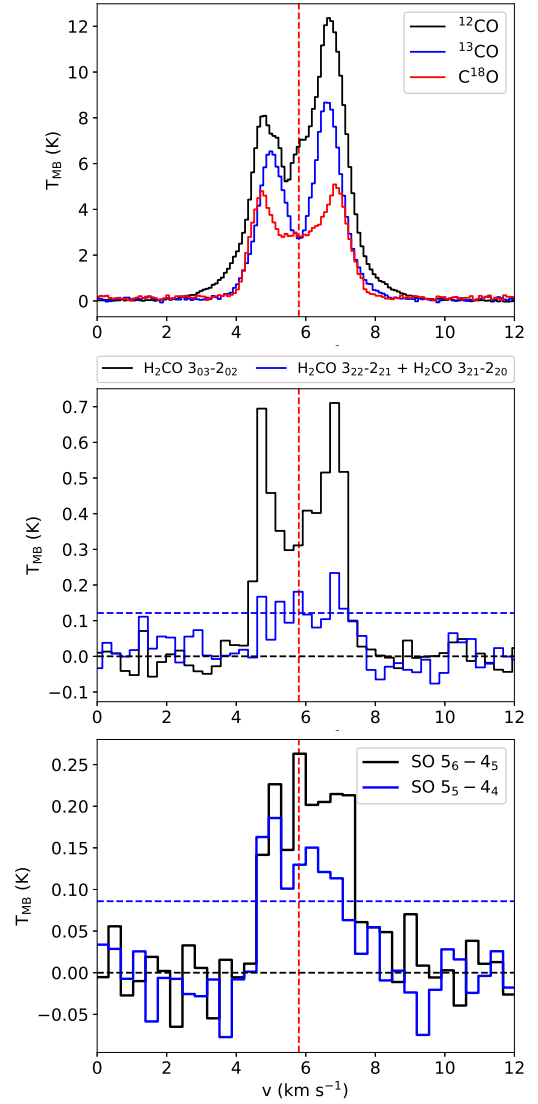 12
10
8
6
4
2
0
T_MB (K)
¹²CO
¹³CO
C¹⁸O
0 2 4 6 8 10 12
H₂CO 3₀₃-2₀₂ H₂CO 3₂₂-2₂₁ + H₂CO 3₂₁-2₂₀
0.7
0.6
0.5
0.4
0.3
0.2
0.1
0.0
−0.1
T_MB (K)
0 2 4 6 8 10 12
0.25
0.20
0.15
0.10
0.05
0.00
−0.05
T_MB (K)
SO 5₆ − 4₅
SO 5₅ − 4₄
0 2 4 6 8 10 12
v (km s⁻¹)